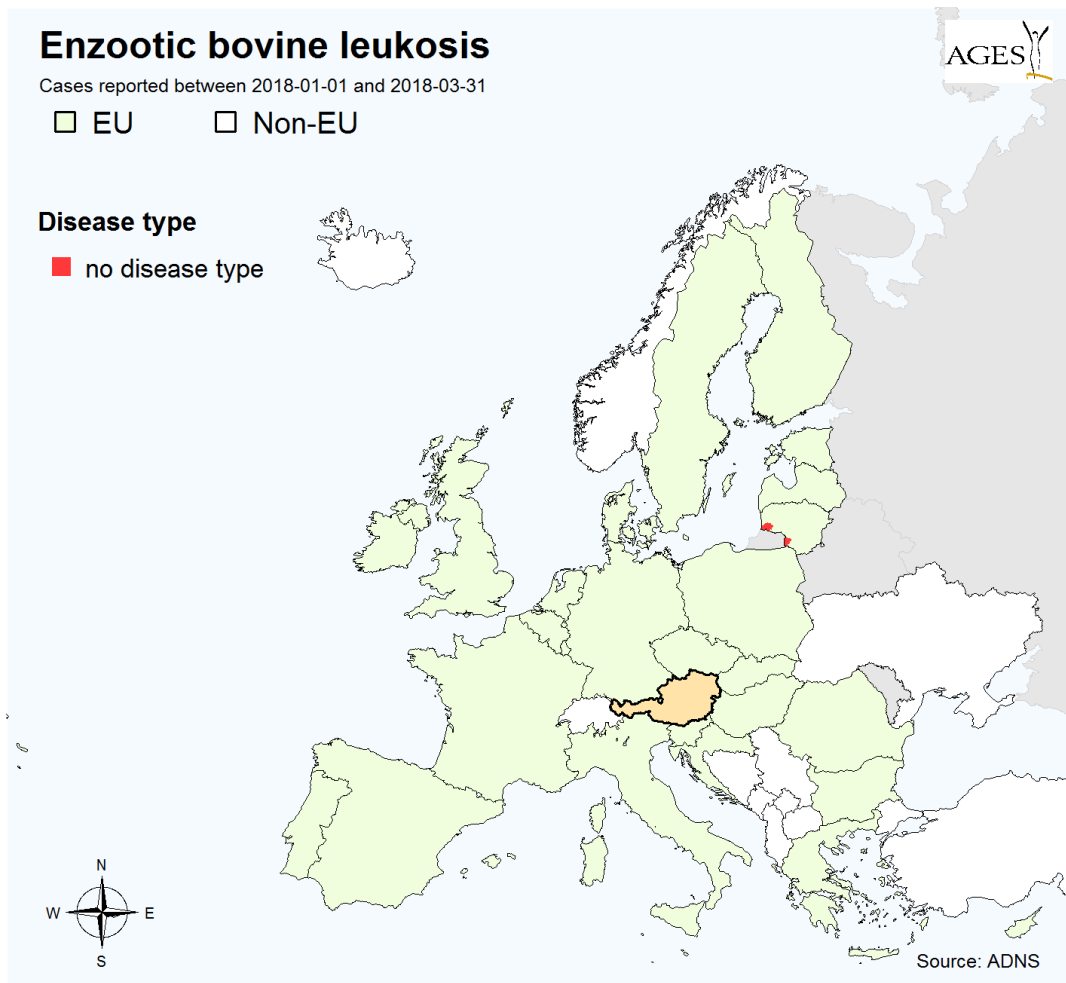 Enzootic bovine leukosis
Cases reported between 2018-01-01 and 2018-03-31
EU
Non-EU
AGES
Disease type
no disease type
N
W
E
S
Source: ADNS